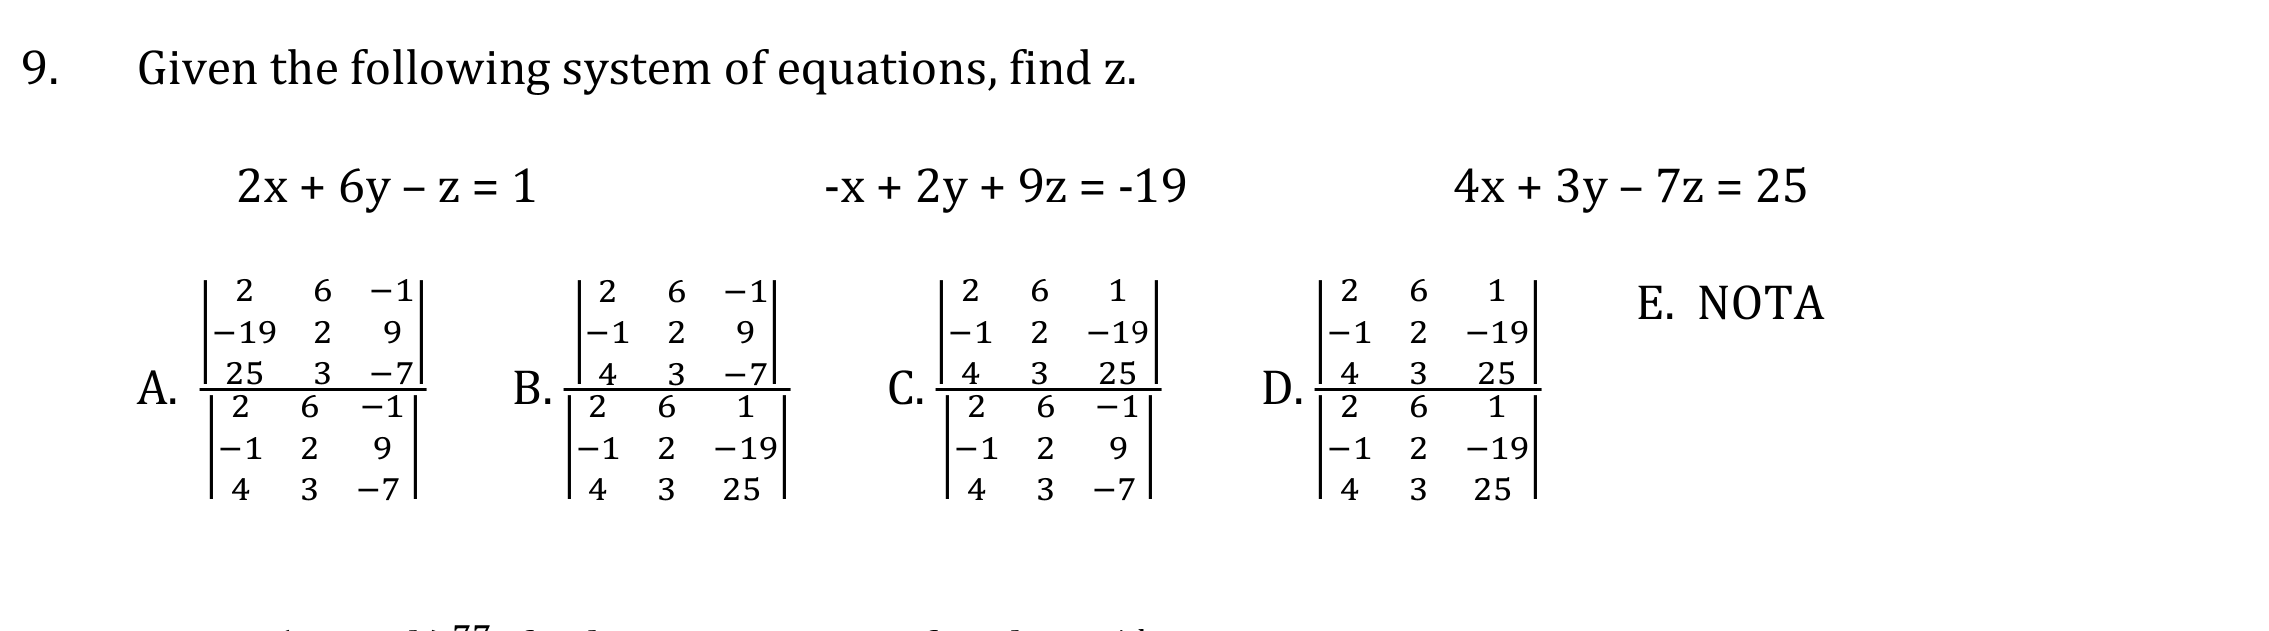 9. Given the following system of equations, find z.
2x + 6y – z = 1 -x + 2y + 9z = -19 4x + 3y – 7z = 25
2 6 −1 2 6 −1 2 6 1 2 6 1
−19 2 9 −1 2 9 −1 2 −19 −1 2 −19 E. NOTA
25 3 −7 4 3 −7 4 3 25 4 3 25
A. B. C. D.
2 6 −1 2 6 1 2 6 −1 2 6 1
−1 2 9 −1 2 −19 −1 2 9 −1 2 −19
4 3 −7 4 3 25 4 3 −7 4 3 25